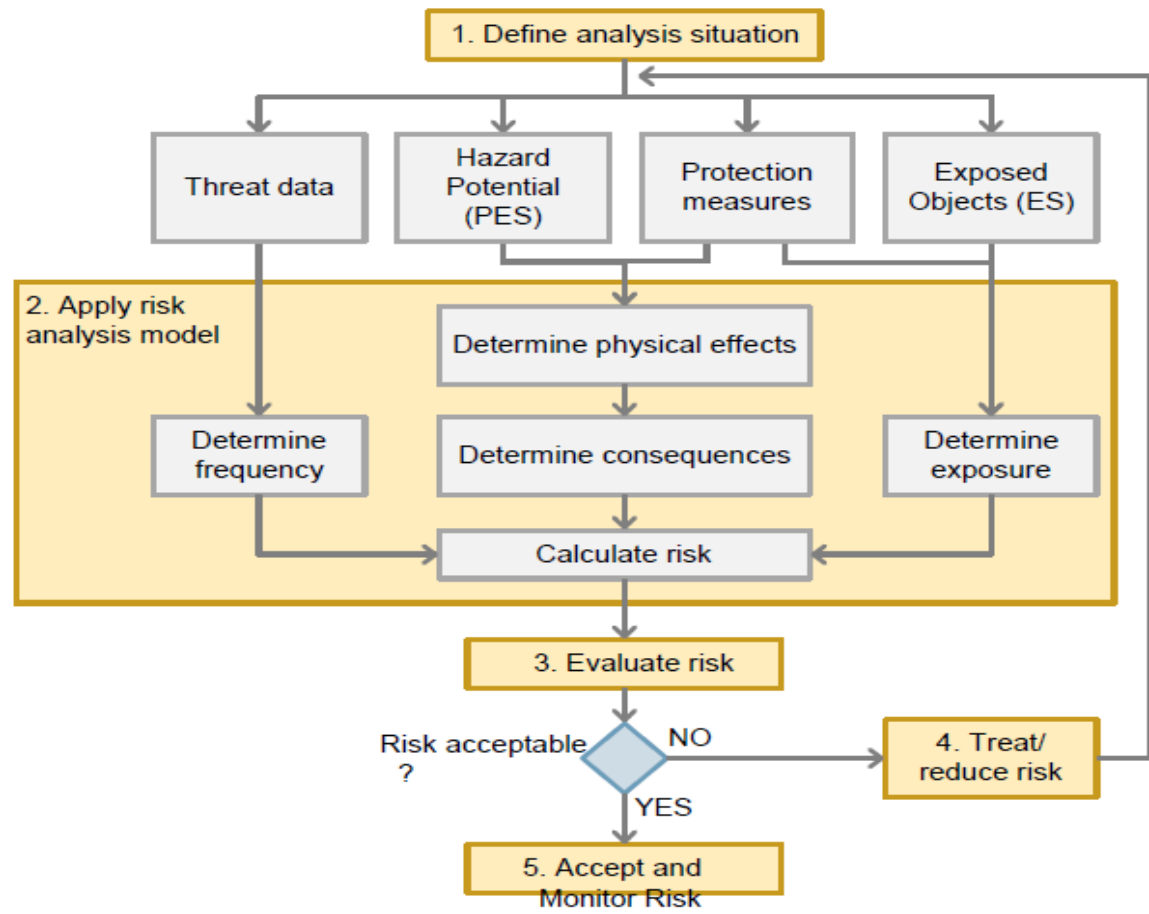 1. Define analysis situation
Threat data
Hazard
Potential
(PES)
Protection
measures
Exposed
Objects (ES)
2. Apply risk
analysis model
Determine physical effects
Determine
frequency
Determine consequences
Determine
exposure
Calculate risk
3. Evaluate risk
Risk acceptable
?
NO
4. Treat/
reduce risk
YES
5. Accept and
Monitor Risk